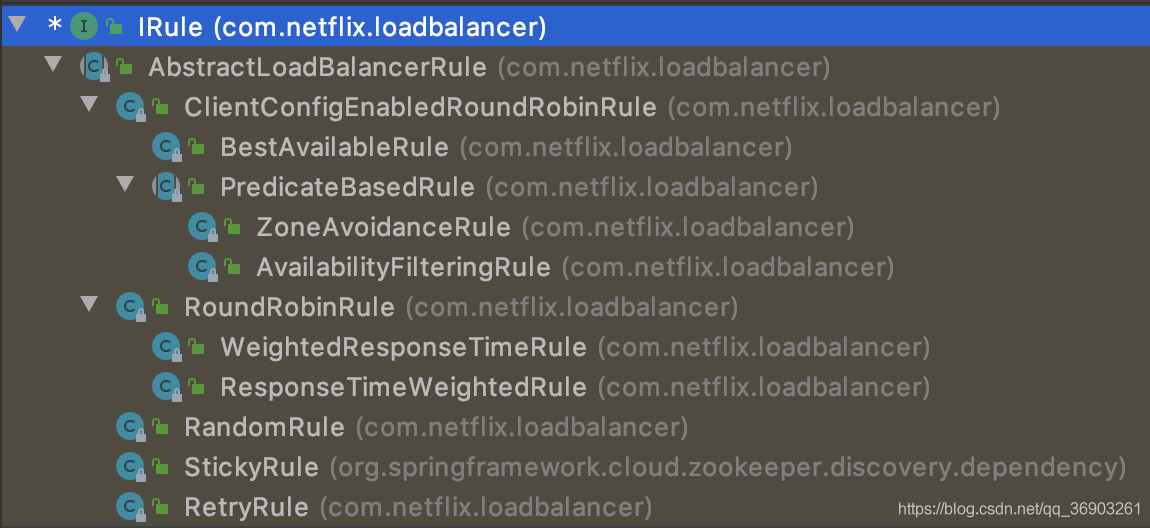 * I IRule (com.netflix.loadbalancer)
C AbstractLoadBalancerRule (com.netflix.loadbalancer)
C ClientConfigEnabledRoundRobinRule (com.netflix.loadbalancer)
C BestAvailableRule (com.netflix.loadbalancer)
C PredicateBasedRule (com.netflix.loadbalancer)
C ZoneAvoidanceRule (com.netflix.loadbalancer)
C AvailabilityFilteringRule (com.netflix.loadbalancer)
C RoundRobinRule (com.netflix.loadbalancer)
C WeightedResponseTimeRule (com.netflix.loadbalancer)
C ResponseTimeWeightedRule (com.netflix.loadbalancer)
C RandomRule (com.netflix.loadbalancer)
C StickyRule (org.springframework.cloud.zookeeper.discovery.dependency)
C RetryRule (com.netflix.loadbalancer)
https://blog.csdn.net/qq_36903261